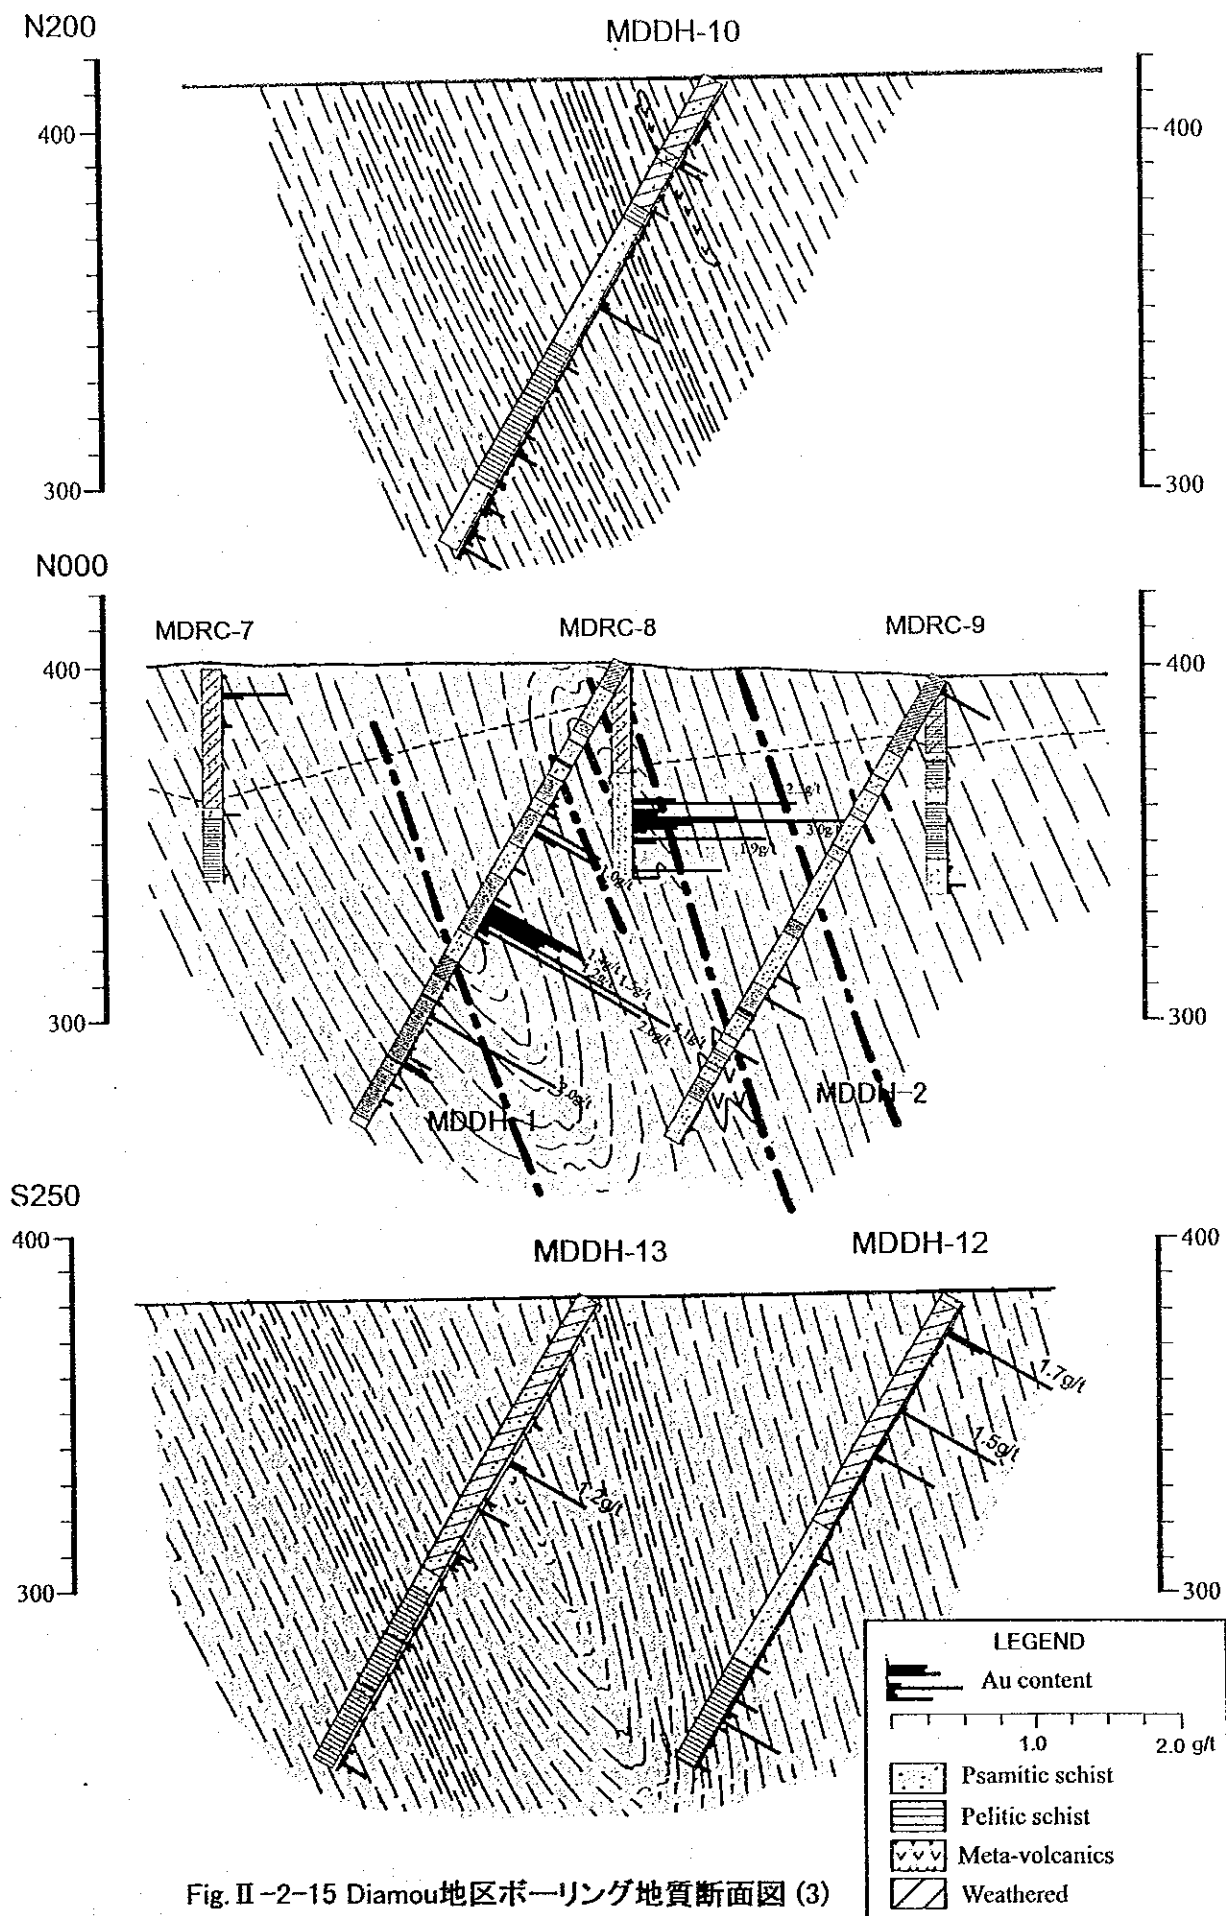 N200
MDDH-10
400
400
300
300
N000
MDRC-7
MDRC-8
MDRC-9
400
400
3.0g/t
1.9g/t
1.0g/t
5.1g/t
2.6g/t
300
300
3.0g/t
MDDH-1
MDDH-2
S250
400
400
MDDH-13
MDDH-12
1.7g/t
1.5g/t
1.2g/t
300
300
LEGEND
Au content
1.0
2.0 g/t
Psamitic schist
Pelitic schist
Meta-volcanics
Weathered
Fig. II-2-15 Diamou地区ボーリング地質断面図 (3)